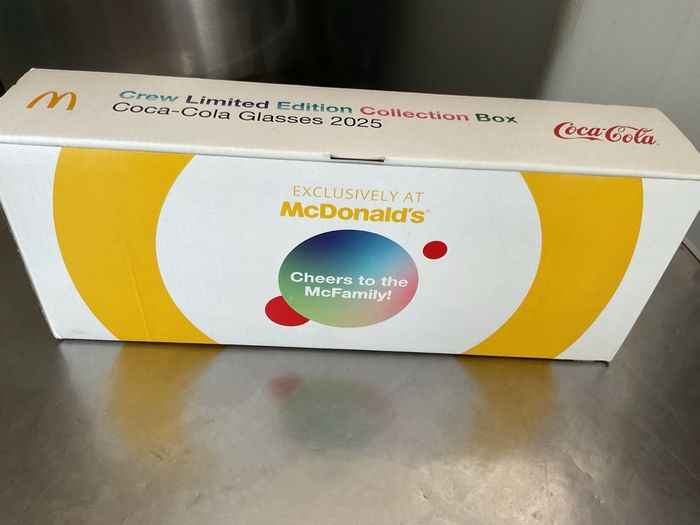 Crew Limited Edition Collection Box
Coca-Cola Glasses 2025
Coca-Cola
EXCLUSIVELY AT
McDonald's
Cheers to the
McFamily!